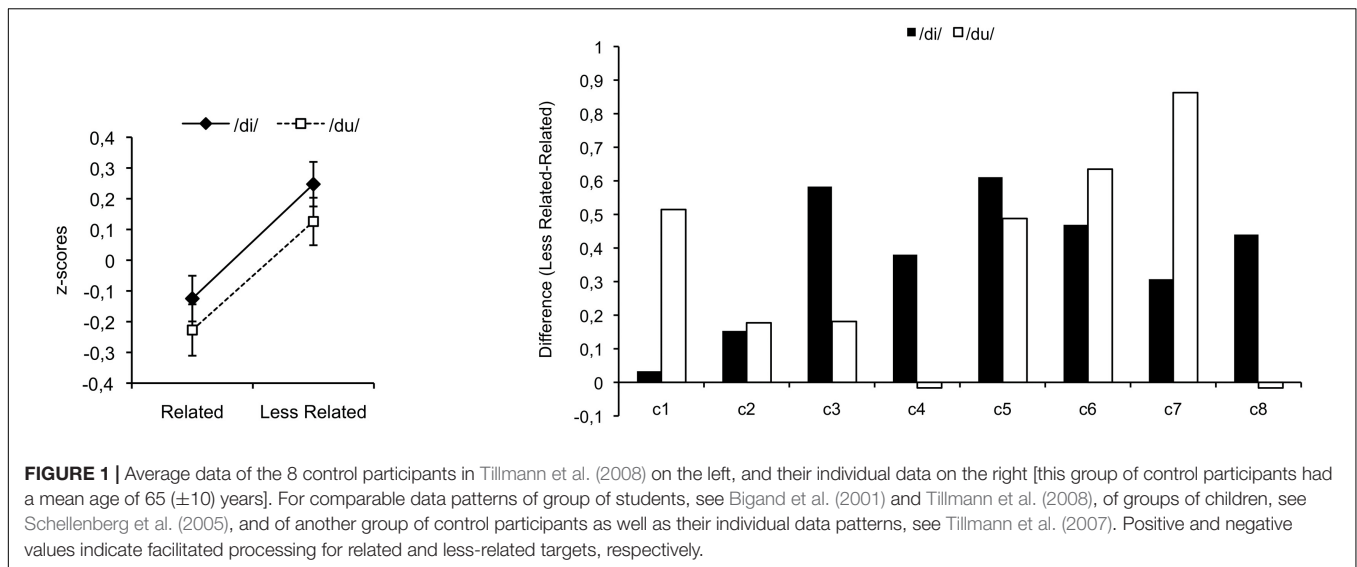 /di/ /du/
0,4
0,3
0,2
0,1
0
-0,1
-0,2
-0,3
-0,4
z-scores
Related Less Related
/di/ /du/
1
0,9
0,8
0,7
0,6
0,5
0,4
0,3
0,2
0,1
0
-0,1
Difference (Less Related-Related)
c1 c2 c3 c4 c5 c6 c7 c8
FIGURE 1 | Average data of the 8 control participants in Tillmann et al. (2008) on the left, and their individual data on the right [this group of control participants had
a mean age of 65 (±10) years]. For comparable data patterns of group of students, see Bigand et al. (2001) and Tillmann et al. (2008), of groups of children, see
Schellenberg et al. (2005), and of another group of control participants as well as their individual data patterns, see Tillmann et al. (2007). Positive and negative
values indicate facilitated processing for related and less-related targets, respectively.